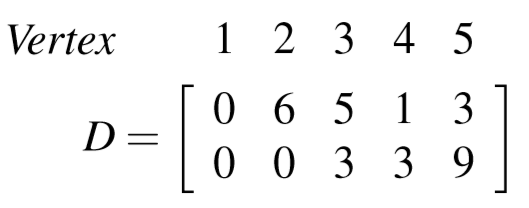 Vertex 1 2 3 4 5
D = [ 0 6 5 1 3
0 0 3 3 9 ]